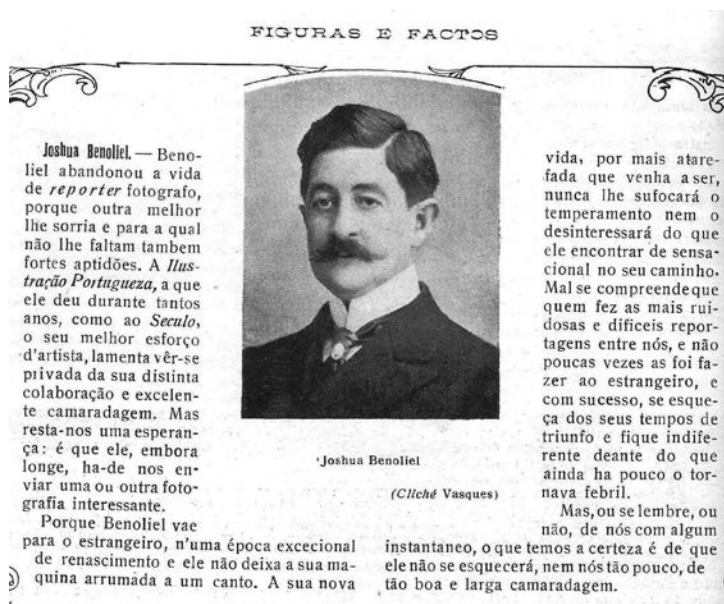 FIGURAS E FACTOS
Joshua Benoliel. — Beno-
liel abandonou a vida
de reporter fotografo,
porque outra melhor
lhe sorria e para a qual
não lhe faltam tambem
fortes aptidões. A Ilus-
tração Portugueza, a que
ele deu durante tantos
anos, como ao Seculo,
o seu melhor esforço
d'artista, lamenta vêr-se
privada da sua distinta
colaboração e excelen-
te camaradagem. Mas
resta-nos uma esperan-
ça: é que ele, embora
longe, ha-de nos en-
viar uma ou outra foto-
grafia interessante.
Porque Benoliel vae
para o estrangeiro, n'uma época excecional
de renascimento e ele não deixa a sua ma-
quina arrumada a um canto. A sua nova
Joshua Benoliel
(Cliché Vasques)
vida, por mais atare-
fada que venha a ser,
nunca lhe sufocará o
temperamento nem o
desinteressará do que
ele encontrar de sensa-
cional no seu caminho.
Mal se compreende que
quem fez as mais rui-
dosas e dificeis repor-
tagens entre nós, e não
poucas vezes as foi fa-
zer ao estrangeiro, e
com sucesso, se esque-
ça dos seus tempos de
triunfo e fique indife-
rente deante do que
ainda ha pouco o tor-
nava febril.
Mas, ou se lembre, ou
não, de nós com algum
instantaneo, o que temos a certeza é de que
ele não se esquecerá, nem nós tão pouco, de
tão boa e larga camaradagem.